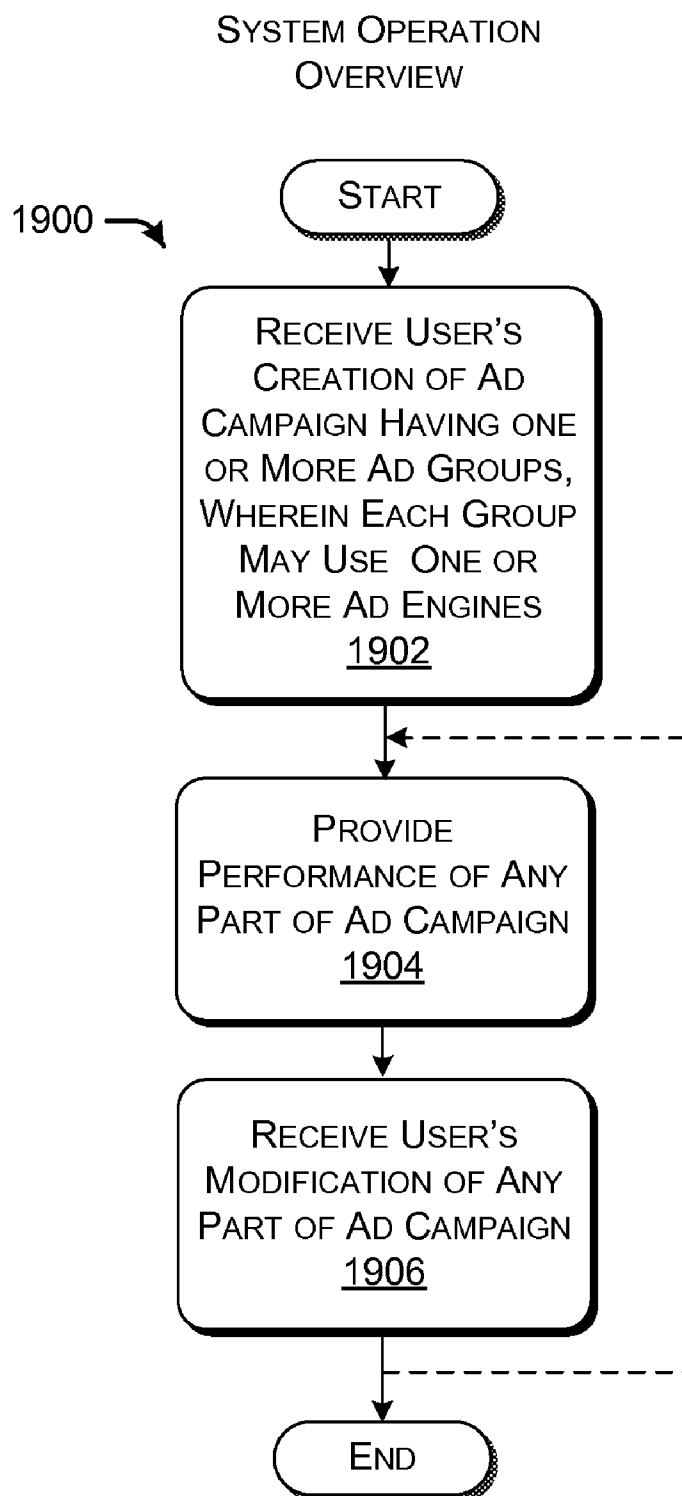 SYSTEM OPERATION
OVERVIEW
START
1900
RECEIVE USER'S
CREATION OF AD
CAMPAIGN HAVING ONE
OR MORE AD GROUPS,
WHEREIN EACH GROUP
MAY USE ONE OR
MORE AD ENGINES
1902
PROVIDE
PERFORMANCE OF ANY
PART OF AD CAMPAIGN
1904
RECEIVE USER'S
MODIFICATION OF ANY
PART OF AD CAMPAIGN
1906
END